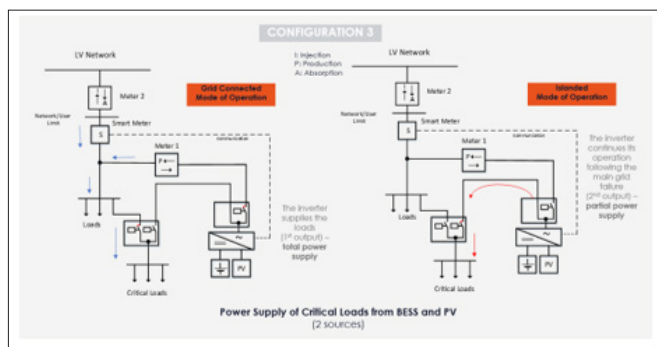 CONFIGURATION 3
LV Network
Meter 2
Network/User
Limit
Smart Meter
S
communication
Meter 1
P
Loads
Critical Loads
PV
PV
Grid Connected
Mode of Operation
The inverter
supplies the
loads
(1st output) –
total power
supply
I: Injection
P: Production
A: Absorption
LV Network
Meter 2
Network/User
Limit
Smart Meter
S
communication
Meter 1
P
Loads
Critical Loads
PV
PV
Islanded
Mode of Operation
The inverter
continues its
operation
following the
main grid
failure
(2nd output) –
partial power
supply
Power Supply of Critical Loads from BESS and PV
(2 sources)